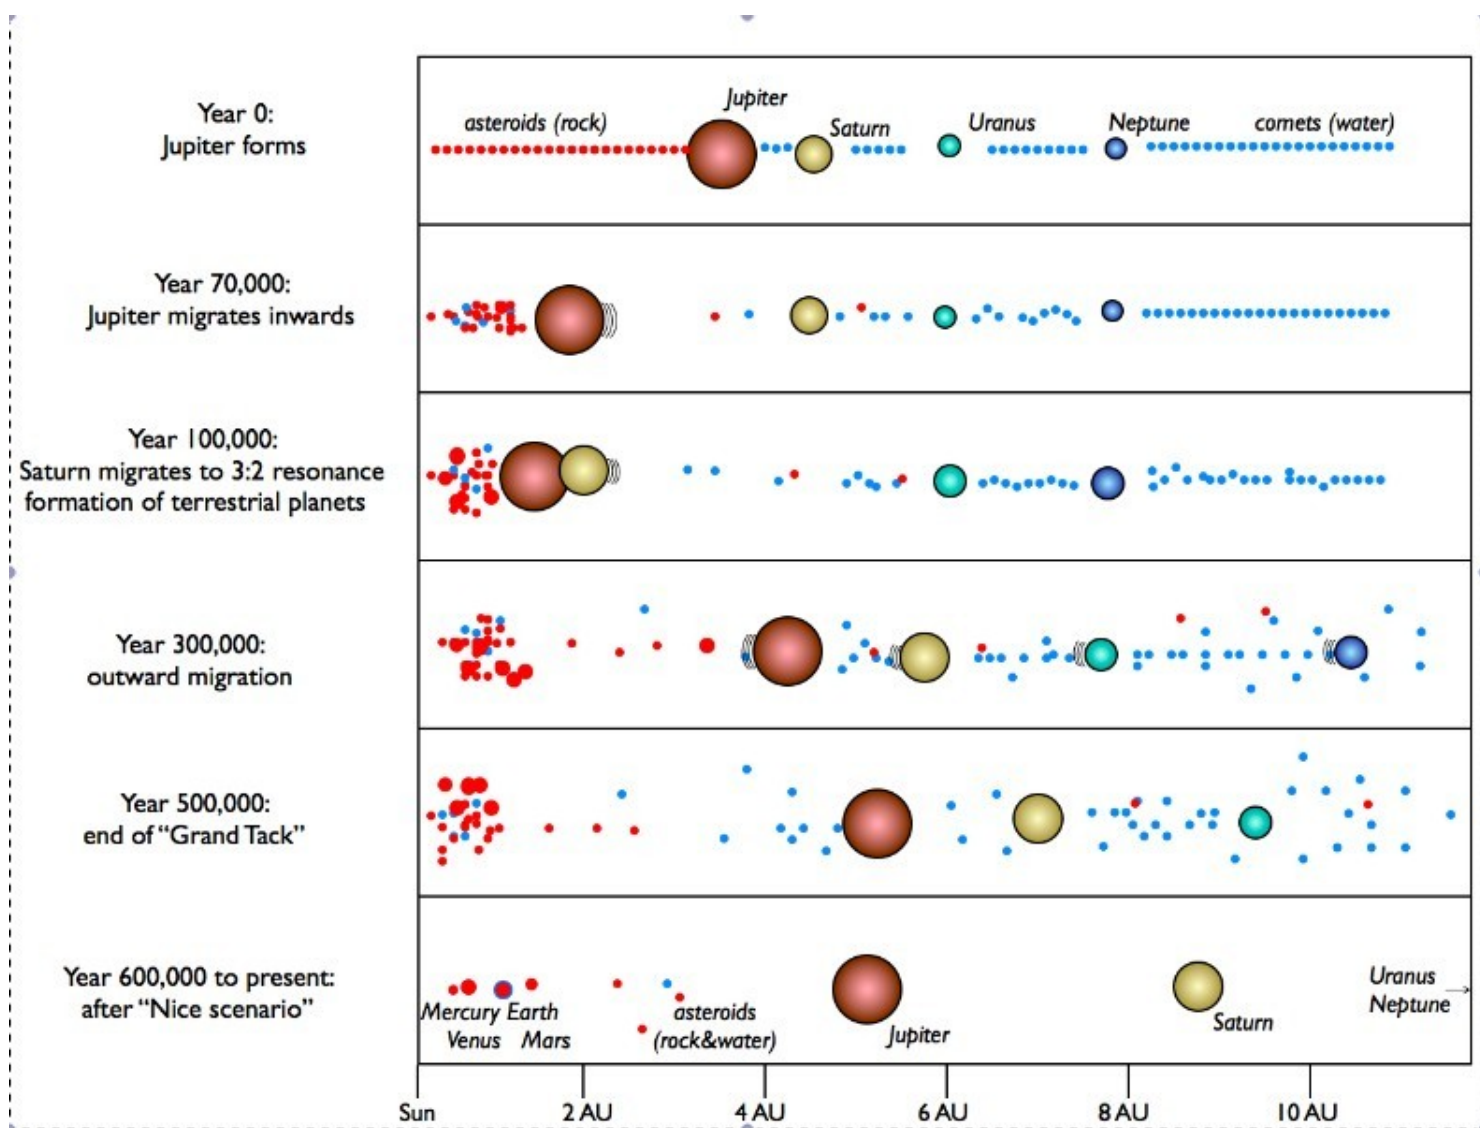 Year 0:
Jupiter forms
asteroids (rock)
Jupiter
Saturn
Uranus
Neptune
comets (water)
Year 70,000:
Jupiter migrates inwards
Year 100,000:
Saturn migrates to 3:2 resonance
formation of terrestrial planets
Year 300,000:
outward migration
Year 500,000:
end of “Grand Tack”
Year 600,000 to present:
after “Nice scenario”
Mercury Earth
Venus Mars
asteroids
(rock&water)
Jupiter
Saturn
Uranus
Neptune
Sun 2 AU 4 AU 6 AU 8 AU 10 AU